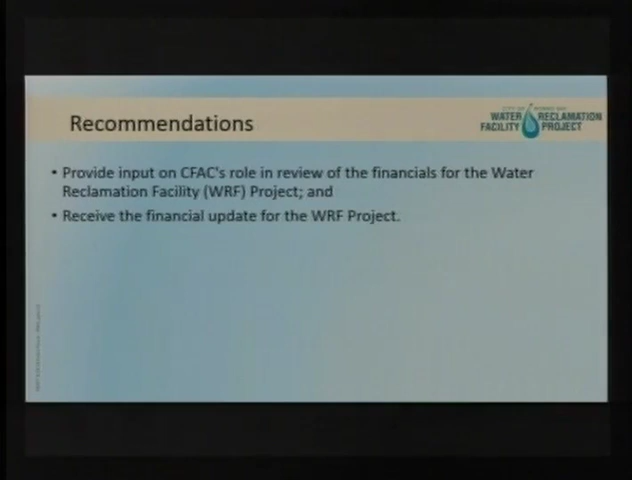 Recommendations
WATER RECLAMATION
FACILITY PROJECT
• Provide input on CFAC's role in review of the financials for the Water
Reclamation Facility (WRF) Project; and
• Receive the financial update for the WRF Project.